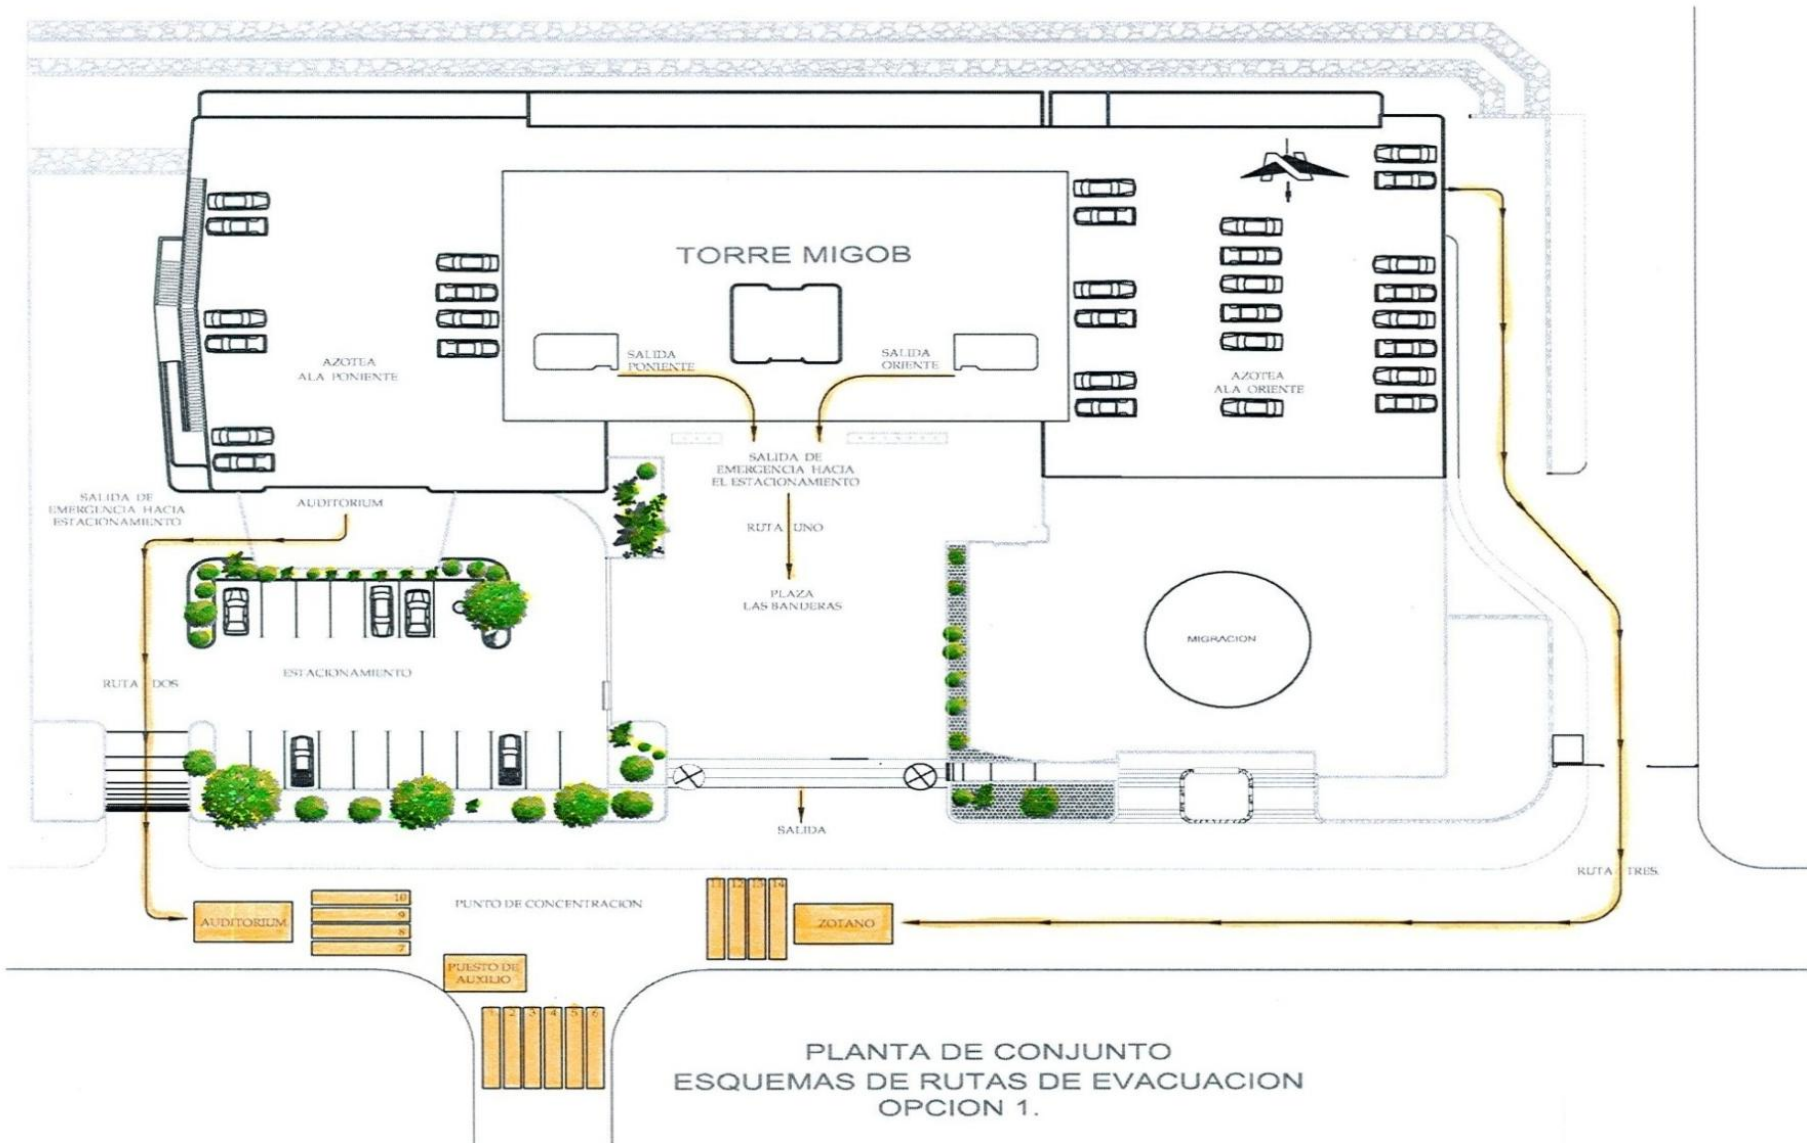 TORRE MIGOB
SALIDA
PONIENTE
SALIDA
ORIENTE
AZOTEA
ALA PONIENTE
AZOTEA
ALA ORIENTE
SALIDA DE
EMERGENCIA HACIA
EL ESTACIONAMIENTO
SALIDA DE
EMERGENCIA HACIA
ESTACIONAMIENTO
AUDITORIUM
RUTA UNO
PLAZA
LAS BANDERAS
MIGRACION
RUTA DOS
ESTACIONAMIENTO
SALIDA
RUTA TRES.
PUNTO DE CONCENTRACION
AUDITORIUM
10
9
8
7
11 12 13 14
ZOTANO
PUESTO DE
AUXILIO
1 2 3 4 5 6
PLANTA DE CONJUNTO
ESQUEMAS DE RUTAS DE EVACUACION
OPCION 1.